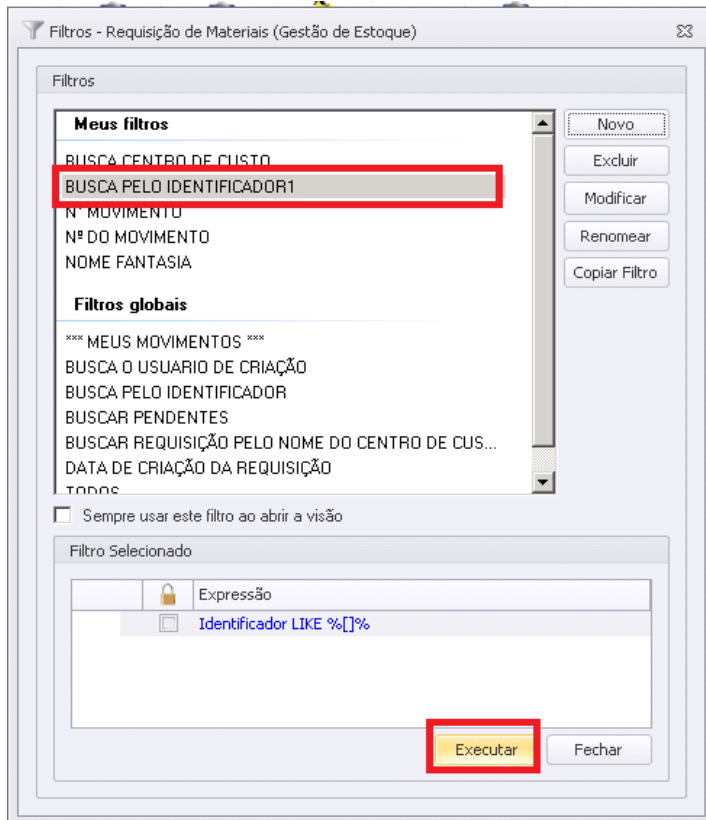 Filtros - Requisição de Materiais (Gestão de Estoque)
Filtros
Meus filtros
BUSCA CENTRO DE CUSTO
BUSCA PELO IDENTIFICADOR1
N° MOVIMENTO
Nº DO MOVIMENTO
NOME FANTASIA
Filtros globais
*** MEUS MOVIMENTOS ***
BUSCA O USUARIO DE CRIAÇÃO
BUSCA PELO IDENTIFICADOR
BUSCAR PENDENTES
BUSCAR REQUISIÇÃO PELO NOME DO CENTRO DE CUS...
DATA DE CRIAÇÃO DA REQUISIÇÃO
TODOS
Novo
Excluir
Modificar
Renomear
Copiar Filtro
Sempre usar este filtro ao abrir a visão
Filtro Selecionado
Expressão
Identificador LIKE %[]%
Executar
Fechar